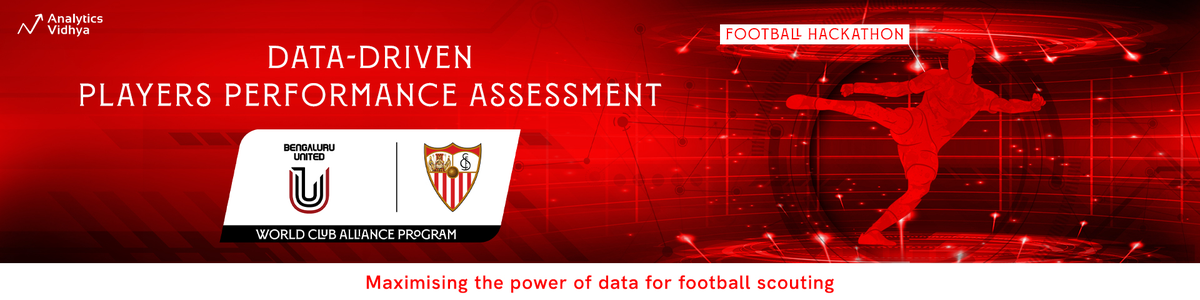 Analytics
Vidhya
FOOTBALL HACKATHON
DATA-DRIVEN
PLAYERS PERFORMANCE ASSESSMENT
BENGALURU
UNITED
WORLD CLUB ALLIANCE PROGRAM
Maximising the power of data for football scouting